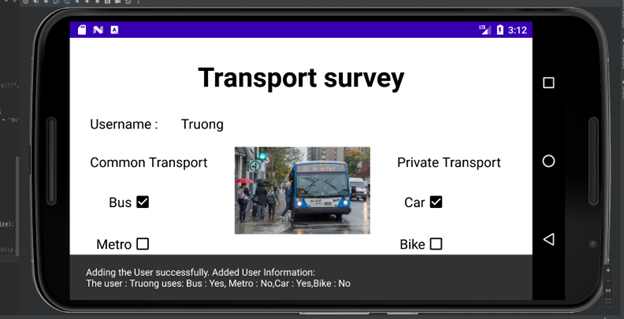 3:12
Transport survey
Username : Truong
Common Transport
Private Transport
Bus
Car
Metro
Bike
Adding the User successfully. Added User Information:
The user : Truong uses: Bus : Yes, Metro : No,Car : Yes,Bike : No